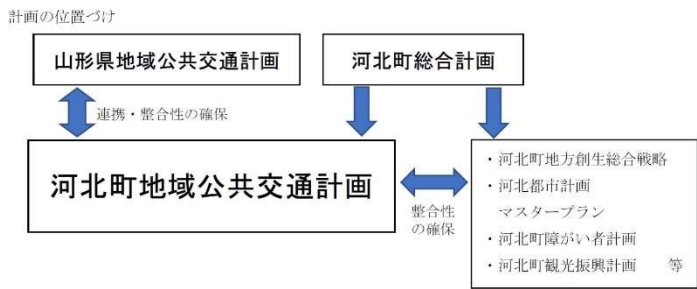 計画の位置づけ
山形県地域公共交通計画
河北町総合計画
連携・整合性の確保
河北町地域公共交通計画
整合性
の確保
・河北町地方創生総合戦略
・河北都市計画
マスタープラン
・河北町障がい者計画
・河北町観光振興計画　等